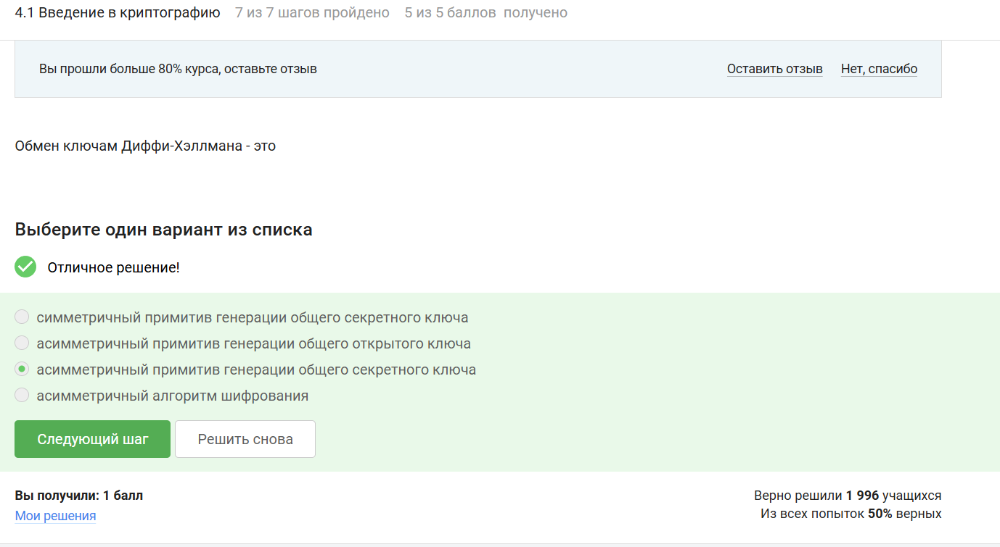 4.1 Введение в криптографию 7 из 7 шагов пройдено 5 из 5 баллов получено
Вы прошли больше 80% курса, оставьте отзыв Оставить отзыв Нет, спасибо
Обмен ключам Диффи-Хэллмана - это
Выберите один вариант из списка
Отличное решение!
симметричный примитив генерации общего секретного ключа
асимметричный примитив генерации общего открытого ключа
асимметричный примитив генерации общего секретного ключа
асимметричный алгоритм шифрования
Следующий шаг Решить снова
Вы получили: 1 балл Верно решили 1 996 учащихся
Мои решения Из всех попыток 50% верных